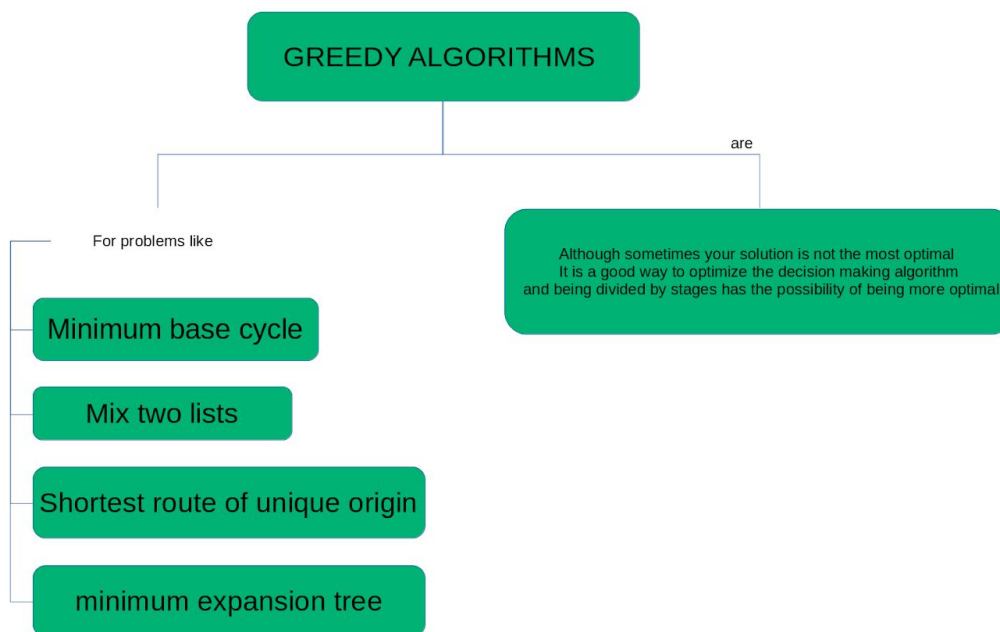 GREEDY ALGORITHMS
are
For problems like
Although sometimes your solution is not the most optimal
It is a good way to optimize the decision making algorithm
and being divided by stages has the possibility of being more optimal
Minimum base cycle
Mix two lists
Shortest route of unique origin
minimum expansion tree